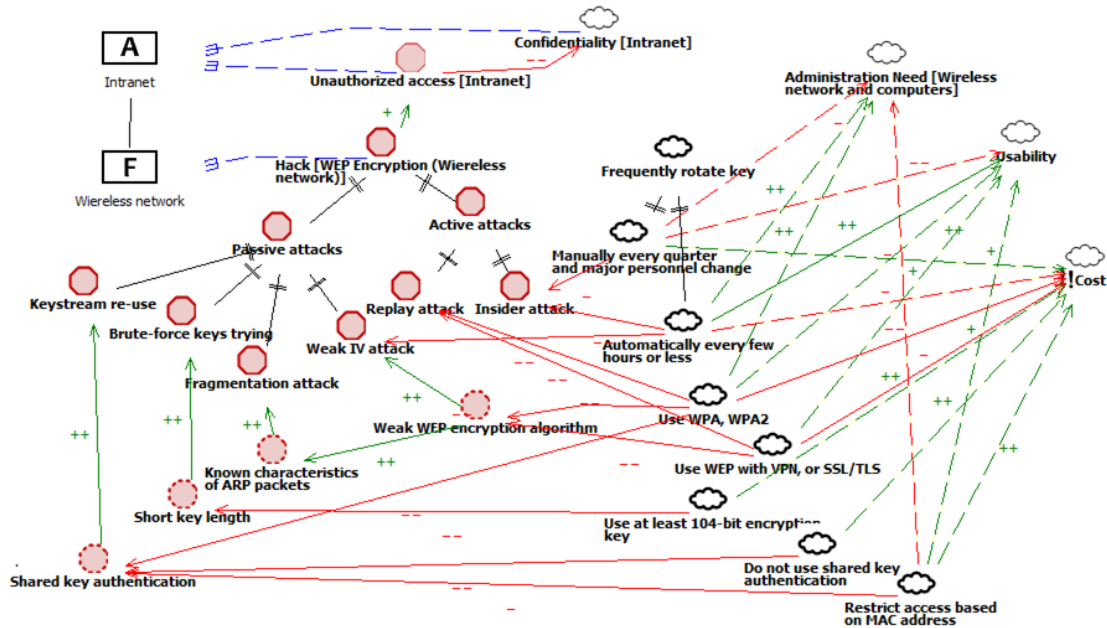 A
Intranet
F
Wiereless network
Confidentiality [Intranet]
Unauthorized access [Intranet]
+
--
Hack [WEP Encryption (Wiereless
network)]
Passive attacks
Active attacks
Keystream re-use
Brute-force keys trying
Fragmentation attack
Weak IV attack
Replay attack
Insider attack
Weak WEP encryption algorithm
Known characteristics
of ARP packets
Short key length
Shared key authentication
Administration Need [Wireless
network and computers]
Usability
!Cost
Frequently rotate key
Manually every quarter
and major personnel change
Automatically every few
hours or less
Use WPA, WPA2
Use WEP with VPN, or SSL/TLS
Use at least 104-bit encryption
key
Do not use shared key
authentication
Restrict access based
on MAC address
++
++
++
++
++
++
++
++
++
++
++
++
++
+
+
+
--
--
--
--
--
--
--
--
--
-
-
-
-
-